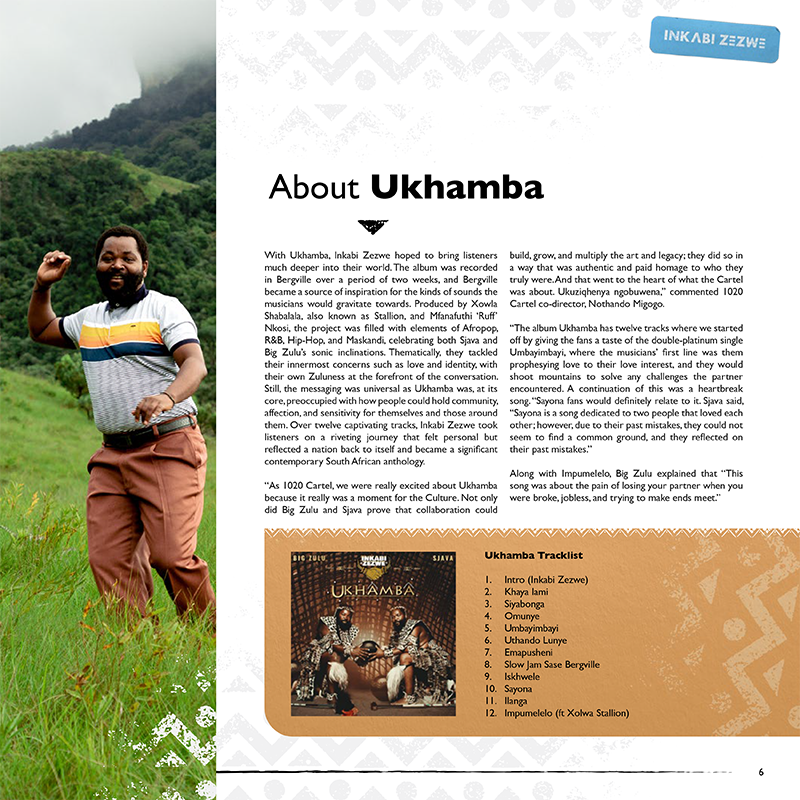 INKABI ZEZWE
About Ukhamba
With Ukhamba, Inkabi Zezwe hoped to bring listeners
much deeper into their world. The album was recorded
in Bergville over a period of two weeks, and Bergville
became a source of inspiration for the kinds of sounds the
musicians would gravitate towards. Produced by Xowla
Shabalala, also known as Stallion, and Mfanafuthi ‘Ruff’
Nkosi, the project was filled with elements of Afropop,
R&B, Hip-Hop, and Maskandi, celebrating both Sjava and
Big Zulu’s sonic inclinations. Thematically, they tackled
their innermost concerns such as love and identity, with
their own Zuluness at the forefront of the conversation.
Still, the messaging was universal as Ukhamba was, at its
core, preoccupied with how people could hold community,
affection, and sensitivity for themselves and those around
them. Over twelve captivating tracks, Inkabi Zezwe took
listeners on a riveting journey that felt personal but
reflected a nation back to itself and became a significant
contemporary South African anthology.
“As 1020 Cartel, we were really excited about Ukhamba
because it really was a moment for the Culture. Not only
did Big Zulu and Sjava prove that collaboration could
build, grow, and multiply the art and legacy; they did so in
a way that was authentic and paid homage to who they
truly were. And that went to the heart of what the Cartel
was about. Ukuziqhenya ngobuwena,” commented 1020
Cartel co-director, Nothando Migogo.
“The album Ukhamba has twelve tracks where we started
off by giving the fans a taste of the double-platinum single
Umbayimbayi, where the musicians’ first line was them
prophesying love to their love interest, and they would
shoot mountains to solve any challenges the partner
encountered. A continuation of this was a heartbreak
song. “Sayona fans would definitely relate to it. Sjava said,
“Sayona is a song dedicated to two people that loved each
other; however, due to their past mistakes, they could not
seem to find a common ground, and they reflected on
their past mistakes.”
Along with Impumelelo, Big Zulu explained that “This
song was about the pain of losing your partner when you
were broke, jobless, and trying to make ends meet.”
BIG ZULU
INKABI
ZEZWE
SJAVA
UKHAMBA
Ukhamba Tracklist
1. Intro (Inkabi Zezwe)
2. Khaya lami
3. Siyabonga
4. Omunye
5. Umbayimbayi
6. Uthando Lunye
7. Emapusheni
8. Slow Jam Sase Bergville
9. Iskhwele
10. Sayona
11. Ilanga
12. Impumelelo (ft Xolwa Stallion)
6